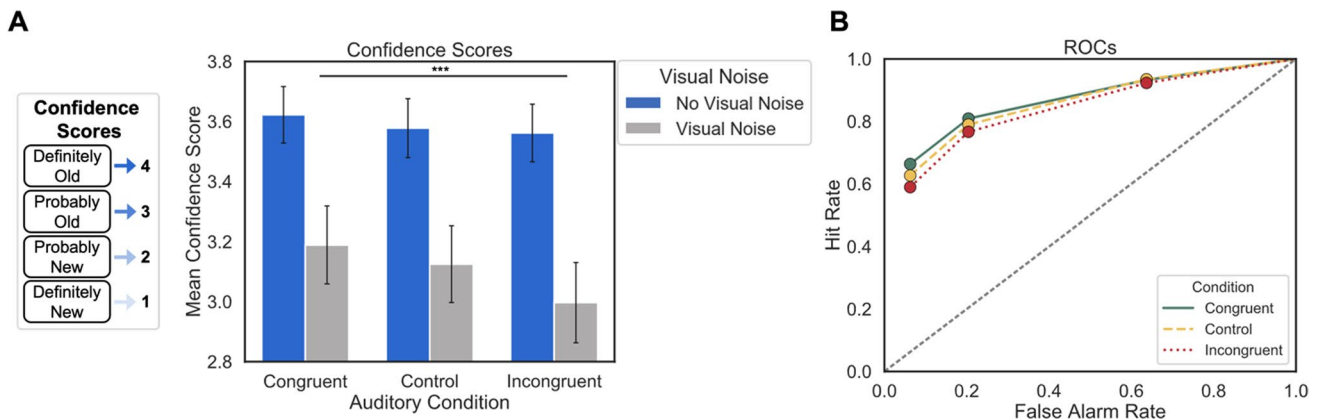 A
Confidence
Scores
Definitely
Old
4
Probably
Old
3
Probably
New
2
Definitely
New
1
Confidence Scores
***
Mean Confidence Score
3.8
3.6
3.4
3.2
3.0
2.8
Congruent
Control
Incongruent
Auditory Condition
Visual Noise
No Visual Noise
Visual Noise
B
ROCs
Hit Rate
1.0
0.8
0.6
0.4
0.2
0.0
0.0
0.2
0.4
0.6
0.8
1.0
False Alarm Rate
Condition
Congruent
Control
Incongruent